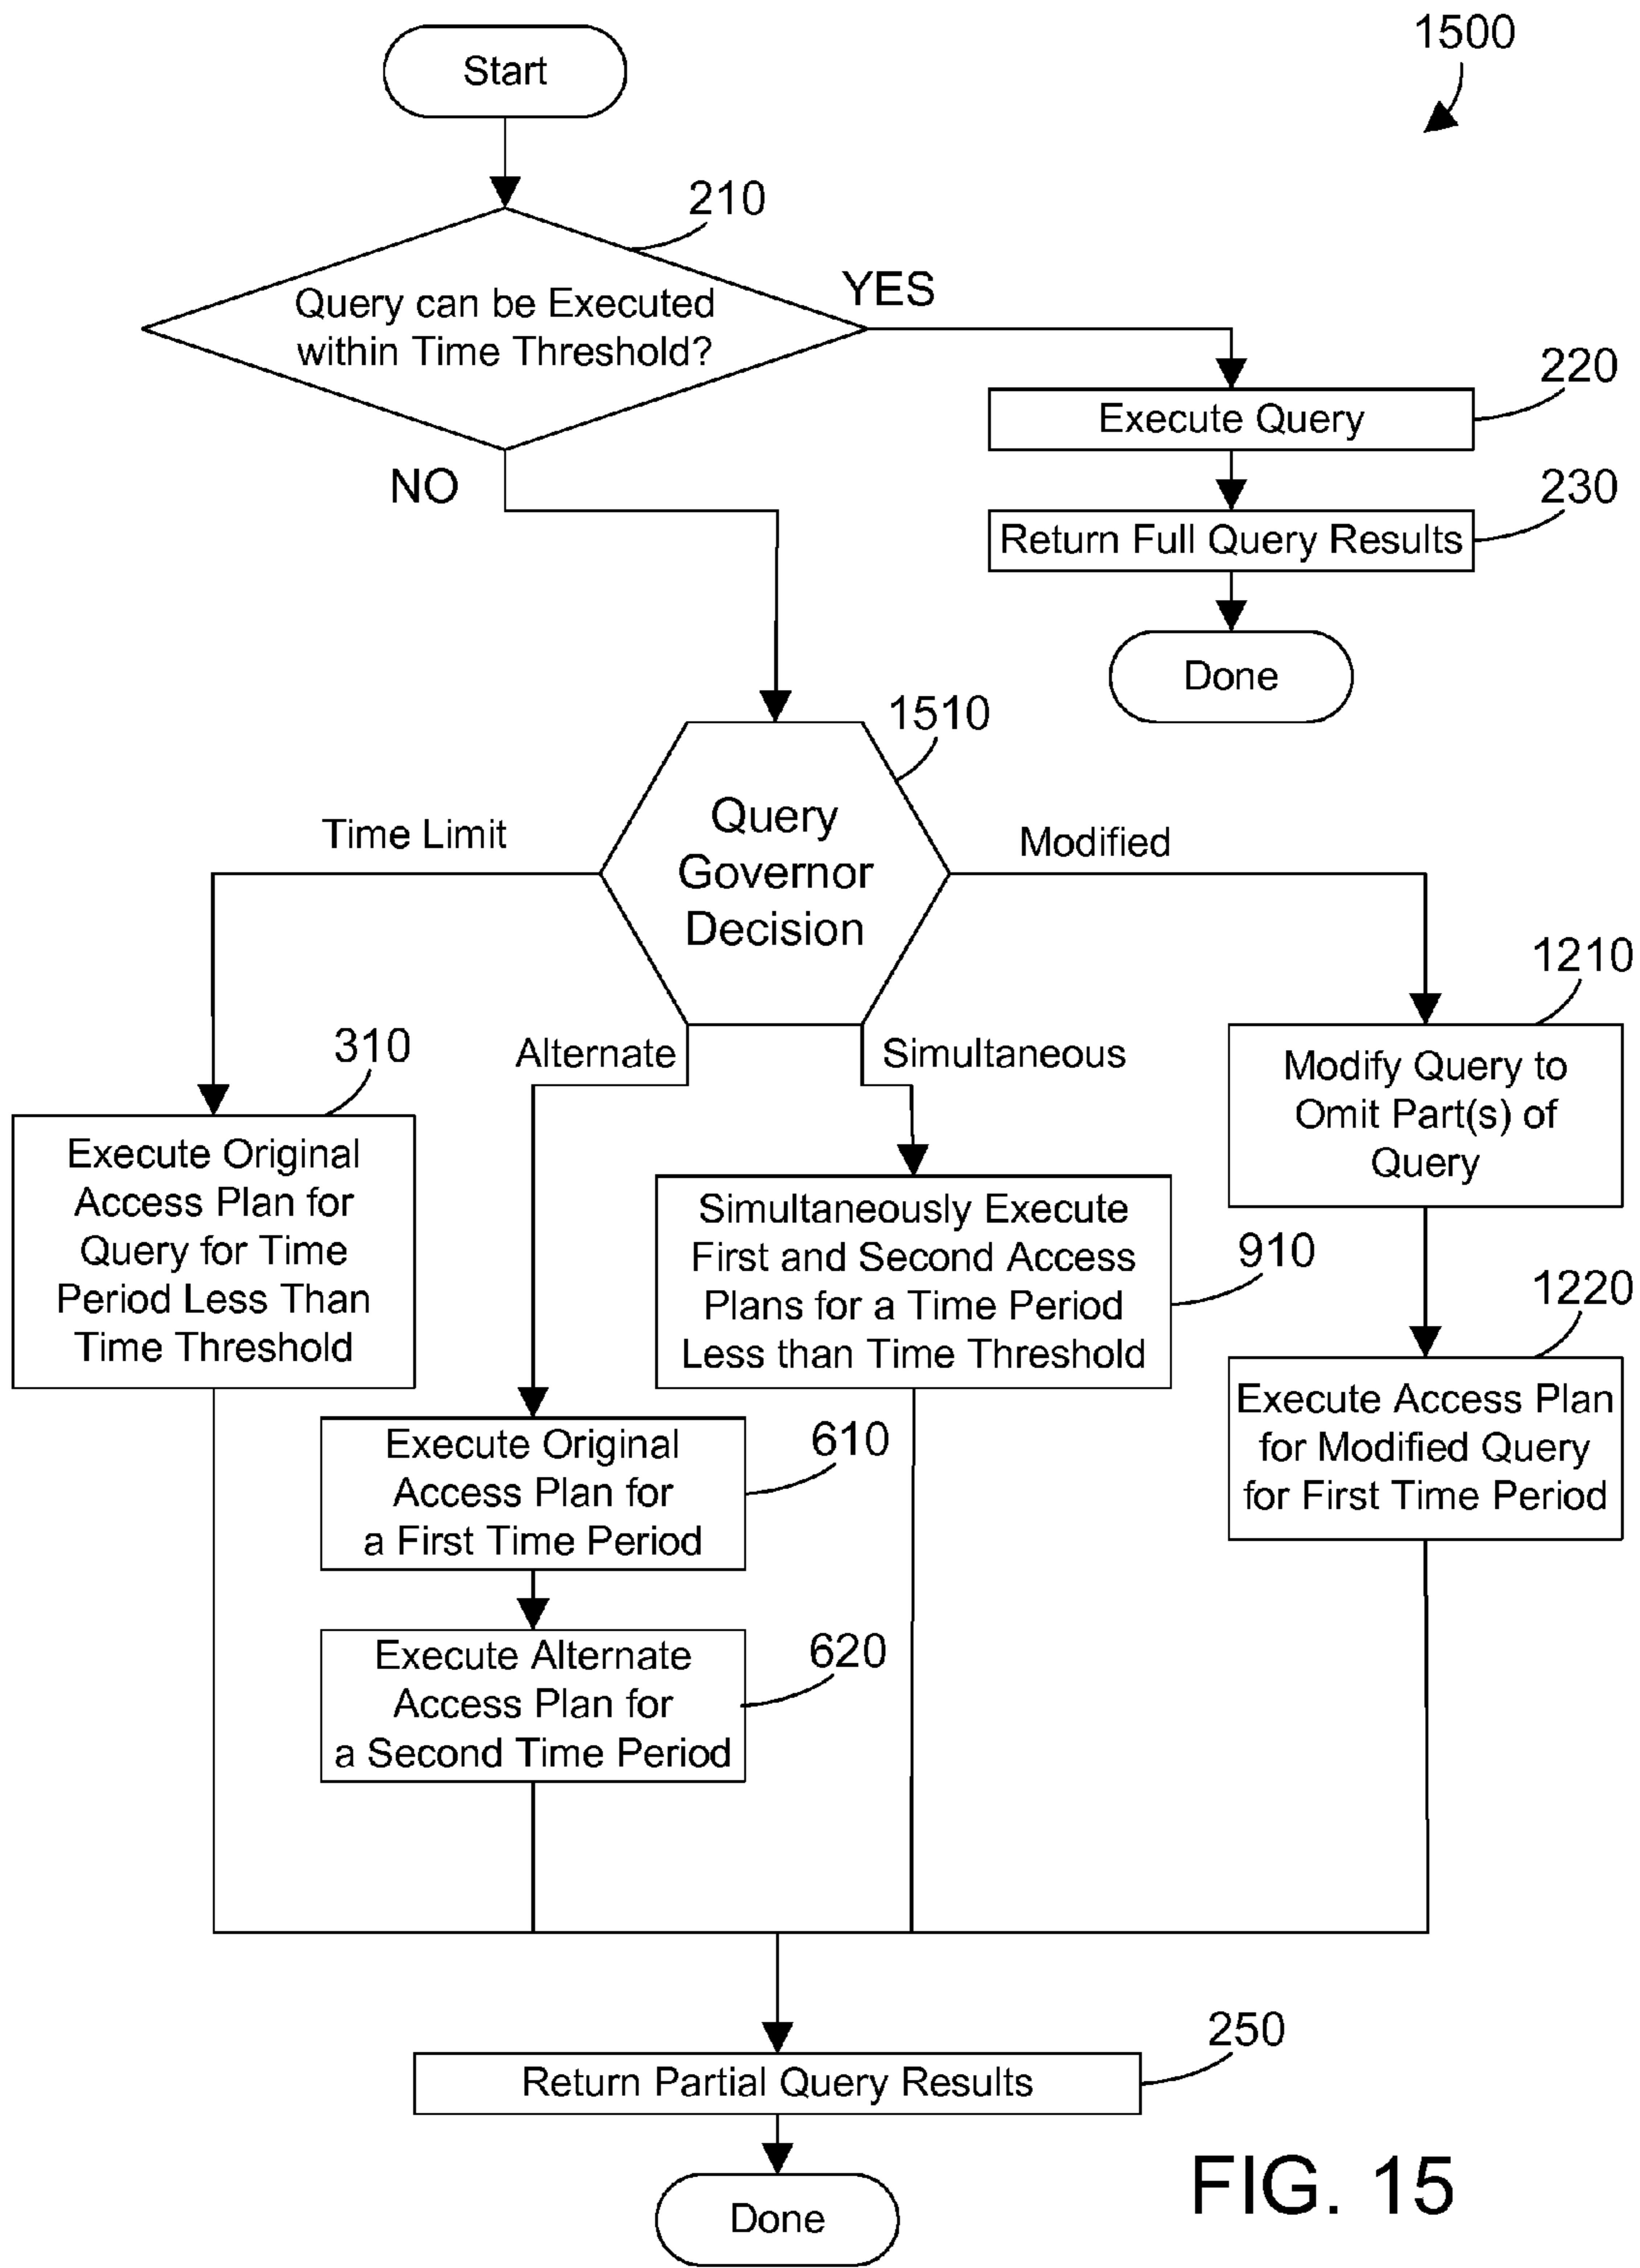 1500
Start
210
Query can be Executed
within Time Threshold?
YES
220
Execute Query
NO
230
Return Full Query Results
Done
1510
Query
Governor
Decision
Time Limit
Modified
1210
310
Alternate
Simultaneous
Modify Query to
Omit Part(s) of
Query
Execute Original
Access Plan for
Query for Time
Period Less Than
Time Threshold
Simultaneously Execute
First and Second Access
Plans for a Time Period
Less than Time Threshold
910
1220
Execute Access Plan
for Modified Query
for First Time Period
Execute Original
Access Plan for
a First Time Period
610
Execute Alternate
Access Plan for
a Second Time Period
620
250
Return Partial Query Results
Done
FIG. 15